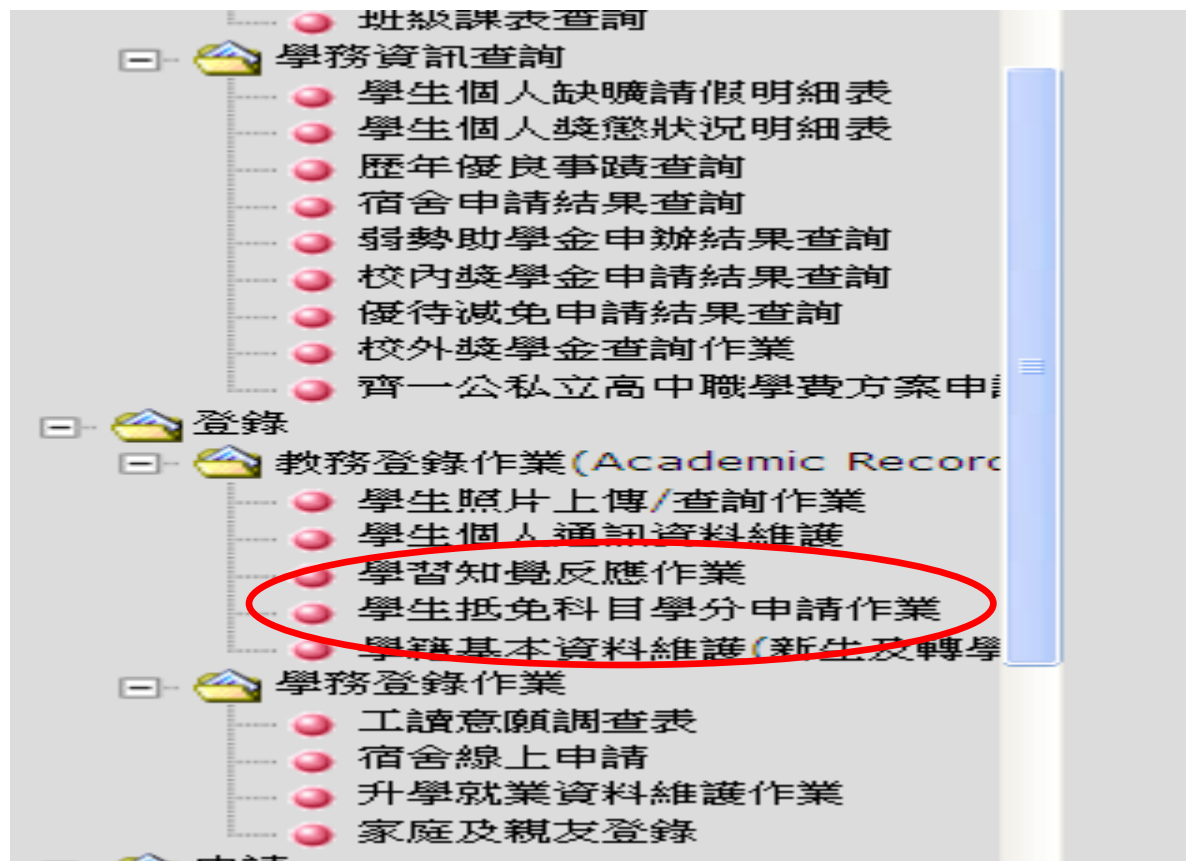 班級課表查詢
學務資訊查詢
學生個人缺曠請假明細表
學生個人獎懲狀況明細表
歷年優良事蹟查詢
宿舍申請結果查詢
弱勢助學金申辦結果查詢
校內獎學金申請結果查詢
優待減免申請結果查詢
校外獎學金查詢作業
齊一公私立高中職學費方案申
登錄
教務登錄作業(Academic Recor
學生照片上傳/查詢作業
學生個人通訊資料維護
學習知覺反應作業
學生抵免科目學分申請作業
學籍基本資料維護(新生及轉學
學務登錄作業
工讀意願調查表
宿舍線上申請
升學就業資料維護作業
家庭及親友登錄
申請